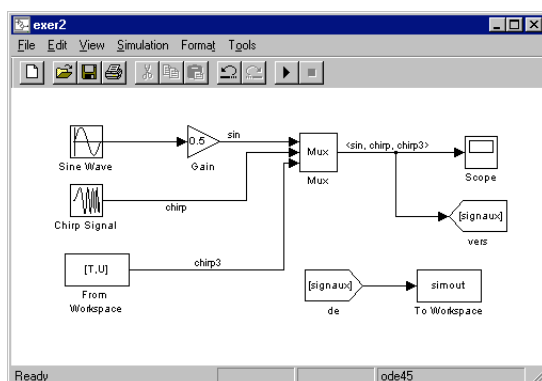 exer2
File Edit View Simulation Format Tools
sin
<sin, chirp, chirp3>
0.5
Mux
Sine Wave
Gain
Mux
Scope
chirp
Chirp Signal
[signaux]
vers
chirp3
[T,U]
From
Workspace
[signaux]
simout
de
To Workspace
Ready
ode45